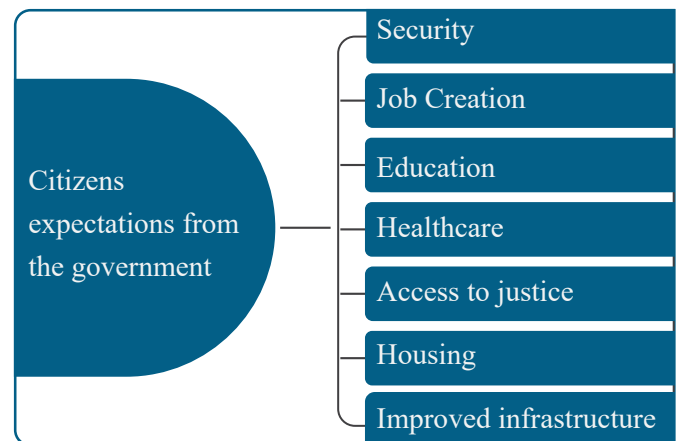 Citizens
expectations from
the government
Security
Job Creation
Education
Healthcare
Access to justice
Housing
Improved infrastructure